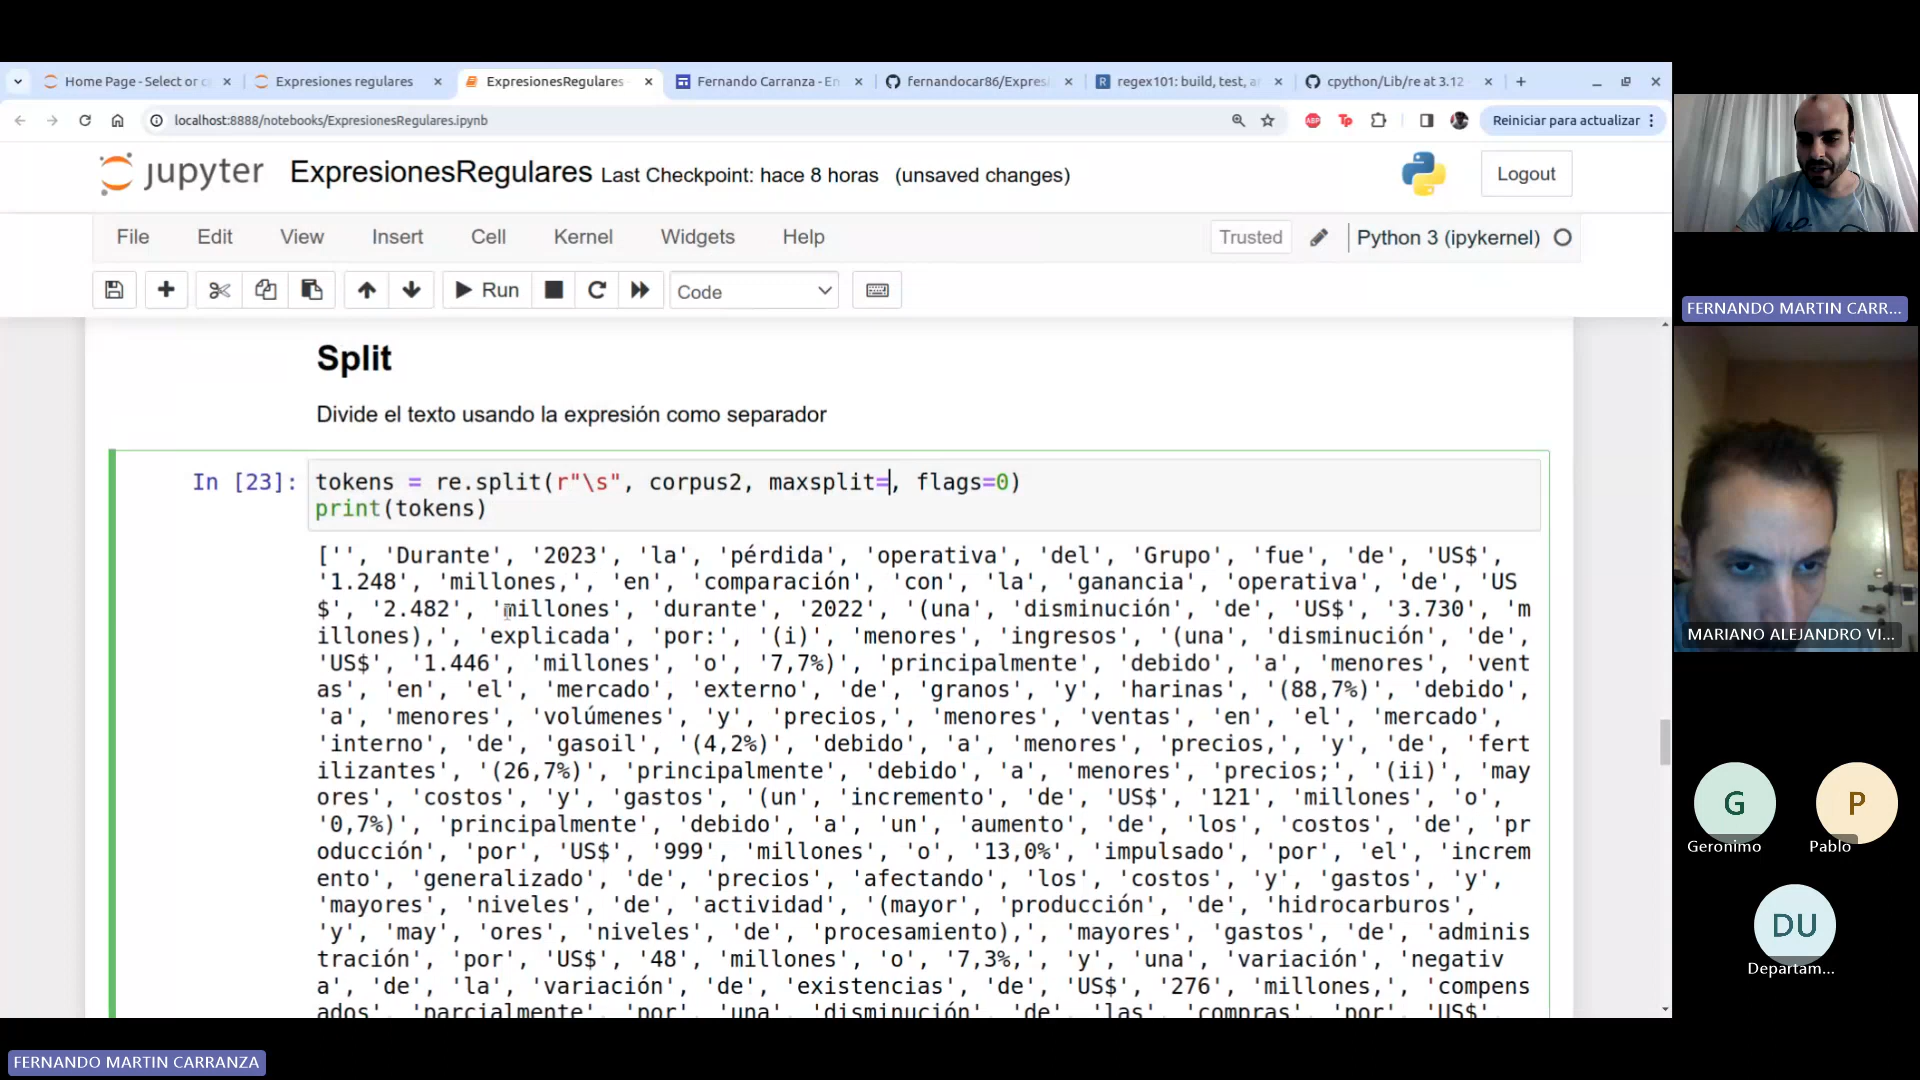 Home Page - Select or c
Expresiones regulares
ExpresionesRegulares
Fernando Carranza - En
fernandocar86/Expresi
regex101: build, test, a
cpython/Lib/re at 3.12
localhost:8888/notebooks/ExpresionesRegulares.ipynb
ABP
Tp
Reiniciar para actualizar
jupyter ExpresionesRegulares Last Checkpoint: hace 8 horas (unsaved changes)
Logout
File Edit View Insert Cell Kernel Widgets Help
Trusted
Python 3 (ipykernel)
Run
Code
Split
Divide el texto usando la expresión como separador
In [23]: tokens = re.split(r"\s", corpus2, maxsplit=, flags=0)
print(tokens)
['', 'Durante', '2023', 'la', 'pérdida', 'operativa', 'del', 'Grupo', 'fue', 'de', 'US$',
'1.248', 'millones,', 'en', 'comparación', 'con', 'la', 'ganancia', 'operativa', 'de', 'US
$', '2.482', 'millones', 'durante', '2022', '(una', 'disminución', 'de', 'US$', '3.730', 'm
illones),', 'explicada', 'por:', '(i)', 'menores', 'ingresos', '(una', 'disminución', 'de',
'US$', '1.446', 'millones', 'o', '7,7%)', 'principalmente', 'debido', 'a', 'menores', 'vent
as', 'en', 'el', 'mercado', 'externo', 'de', 'granos', 'y', 'harinas', '(88,7%)', 'debido',
'a', 'menores', 'volúmenes', 'y', 'precios,', 'menores', 'ventas', 'en', 'el', 'mercado',
'interno', 'de', 'gasoil', '(4,2%)', 'debido', 'a', 'menores', 'precios,', 'y', 'de', 'fert
ilizantes', '(26,7%)', 'principalmente', 'debido', 'a', 'menores', 'precios;', '(ii)', 'may
ores', 'costos', 'y', 'gastos', '(un', 'incremento', 'de', 'US$', '121', 'millones', 'o',
'0,7%)', 'principalmente', 'debido', 'a', 'un', 'aumento', 'de', 'los', 'costos', 'de', 'pr
oducción', 'por', 'US$', '999', 'millones', 'o', '13,0%', 'impulsado', 'por', 'el', 'increm
ento', 'generalizado', 'de', 'precios', 'afectando', 'los', 'costos', 'y', 'gastos', 'y',
'mayores', 'niveles', 'de', 'actividad', '(mayor', 'producción', 'de', 'hidrocarburos',
'y', 'may', 'ores', 'niveles', 'de', 'procesamiento),', 'mayores', 'gastos', 'de', 'adminis
tración', 'por', 'US$', '48', 'millones', 'o', '7,3%,', 'y', 'una', 'variación', 'negativ
a', 'de', 'la', 'variación', 'de', 'existencias', 'de', 'US$', '276', 'millones,', 'compens
ados', 'parcialmente', 'por', 'una', 'disminución', 'de', 'las', 'compras', 'por', 'US$',
FERNANDO MARTIN CARR...
MARIANO ALEJANDRO VI...
G
Geronimo
P
Pablo
DU
Departam...
FERNANDO MARTIN CARRANZA